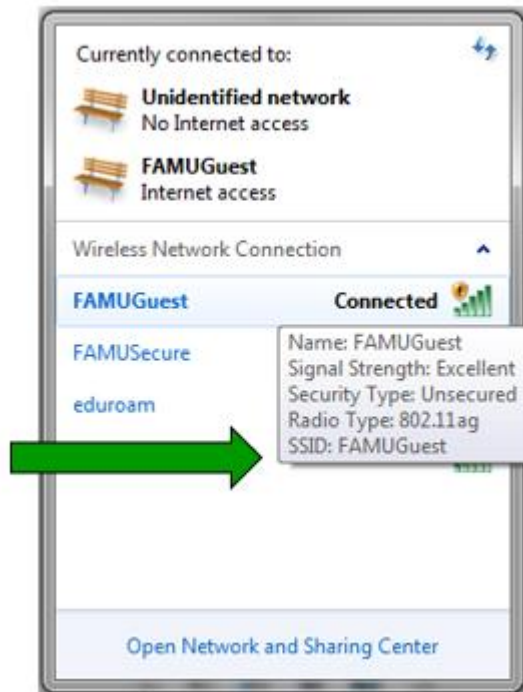 Currently connected to:
Unidentified network
No Internet access
FAMUGuest
Internet access
Wireless Network Connection
FAMUGuest Connected
FAMUSecure
eduroam
Name: FAMUGuest
Signal Strength: Excellent
Security Type: Unsecured
Radio Type: 802.11ag
SSID: FAMUGuest
Open Network and Sharing Center